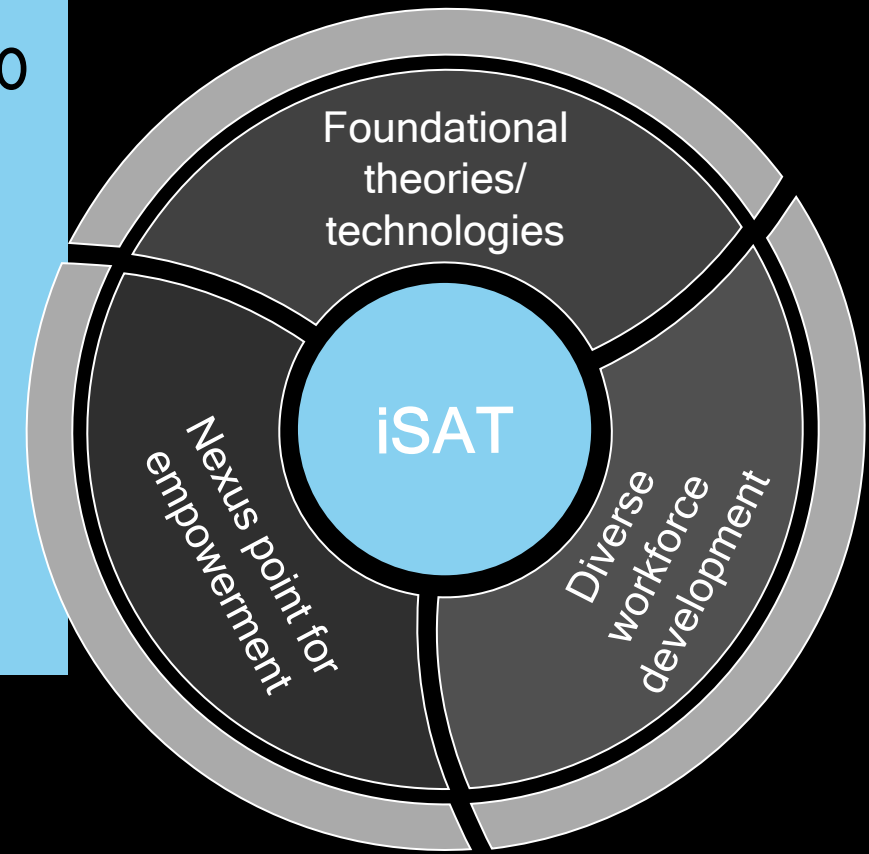 Foundational
theories/
technologies
iSAT
Nexus point for
empowerment
Diverse
workforce
development